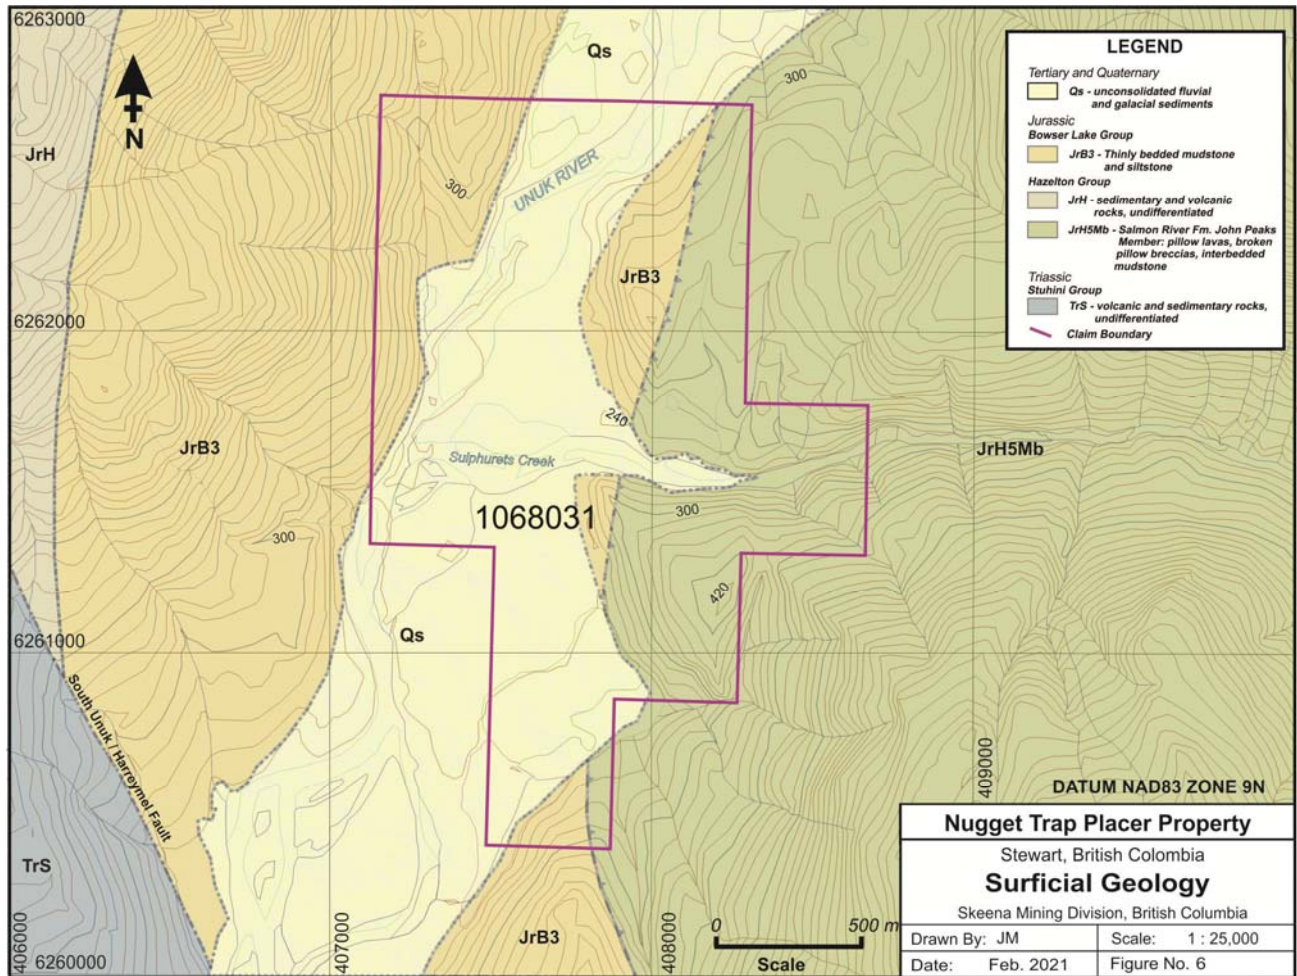 6263000
Qs
300
N
JrH
300
UNUK RIVER
JrB3
6262000
240
JrB3
Sulphurets Creek
JrH5Mb
1068031
300
300
420
Qs
6261000
South Unuk / Harreymel Fault
TrS
JrB3
406000
6260000
407000
408000
409000
LEGEND
Tertiary and Quaternary
Qs - unconsolidated fluvial
and galacial sediments
Jurassic
Bowser Lake Group
JrB3 - Thinly bedded mudstone
and siltstone
Hazelton Group
JrH - sedimentary and volcanic
rocks, undifferentiated
JrH5Mb - Salmon River Fm. John Peaks
Member: pillow lavas, broken
pillow breccias, interbedded
mudstone
Triassic
Stuhini Group
TrS - volcanic and sedimentary rocks,
undifferentiated
Claim Boundary
DATUM NAD83 ZONE 9N
0 500 m
Scale
Nugget Trap Placer Property
Stewart, British Colombia
Surficial Geology
Skeena Mining Division, British Columbia
Drawn By: JM Scale: 1 : 25,000
Date: Feb. 2021 Figure No. 6